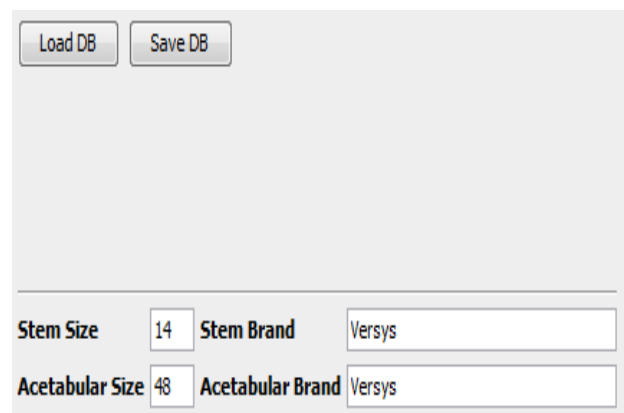 Load DB Save DB
Stem Size 14 Stem Brand Versys
Acetabular Size 48 Acetabular Brand Versys